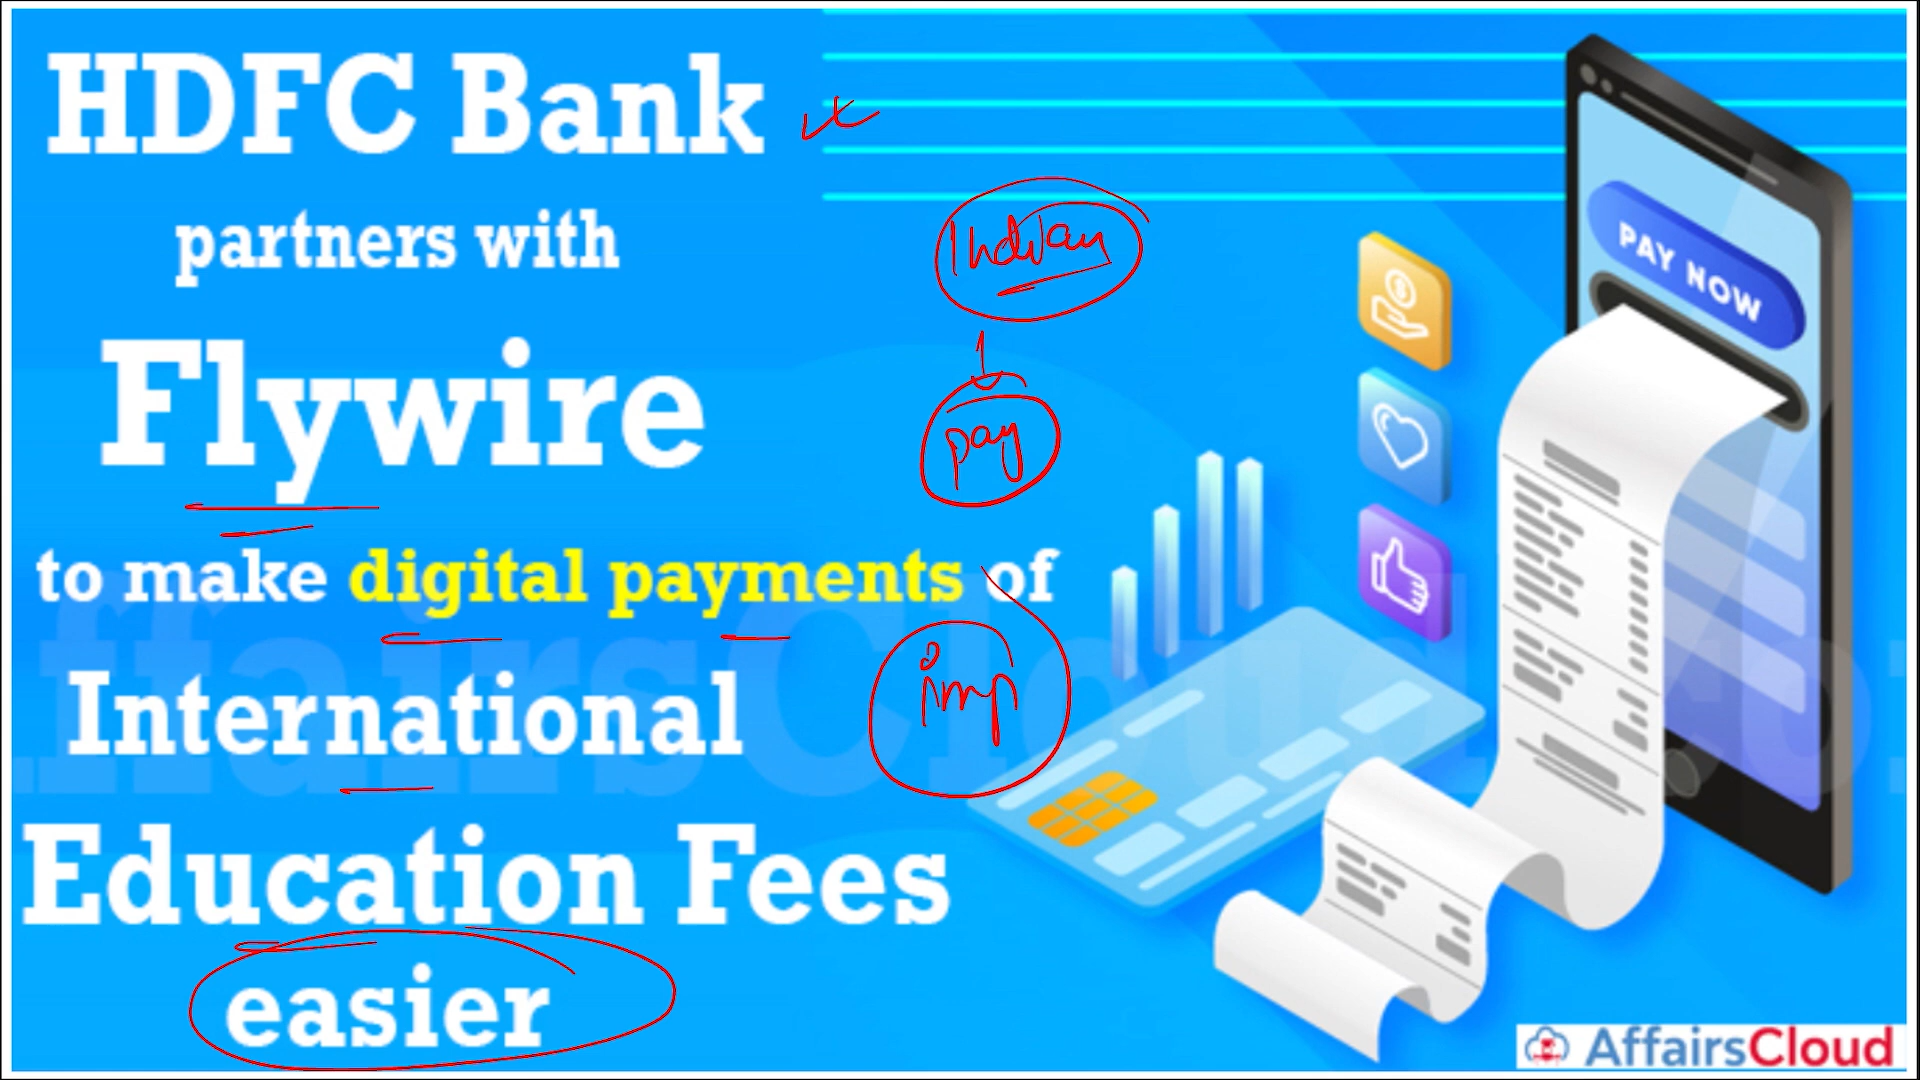 HDFC Bank
partners with
Flywire
to make digital payments of
International
Education Fees
easier
pay
imp
PAY NOW
AffairsCloud